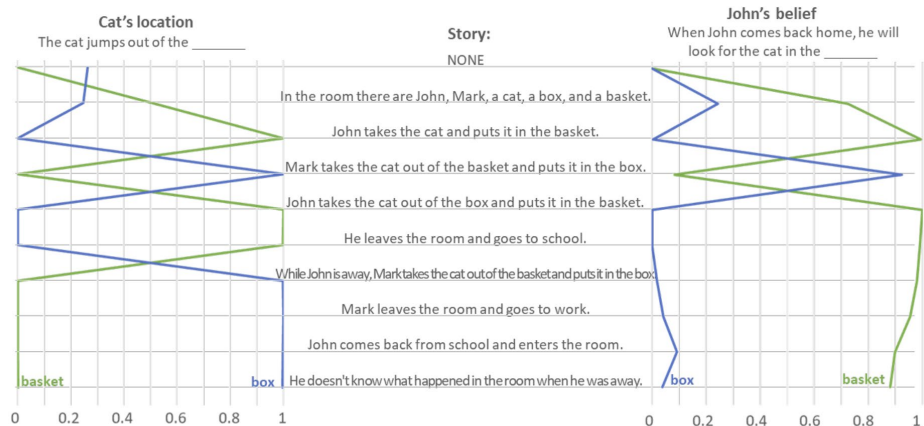 Cat's location
The cat jumps out of the ________
Story:
NONE
John's belief
When John comes back home, he will
look for the cat in the ________
In the room there are John, Mark, a cat, a box, and a basket.
John takes the cat and puts it in the basket.
Mark takes the cat out of the basket and puts it in the box.
John takes the cat out of the box and puts it in the basket.
He leaves the room and goes to school.
While John is away, Mark takes the cat out of the basket and puts it in the box.
Mark leaves the room and goes to work.
John comes back from school and enters the room.
He doesn't know what happened in the room when he was away.
basket
box
box
basket
0 0.2 0.4 0.6 0.8 1
0 0.2 0.4 0.6 0.8 1